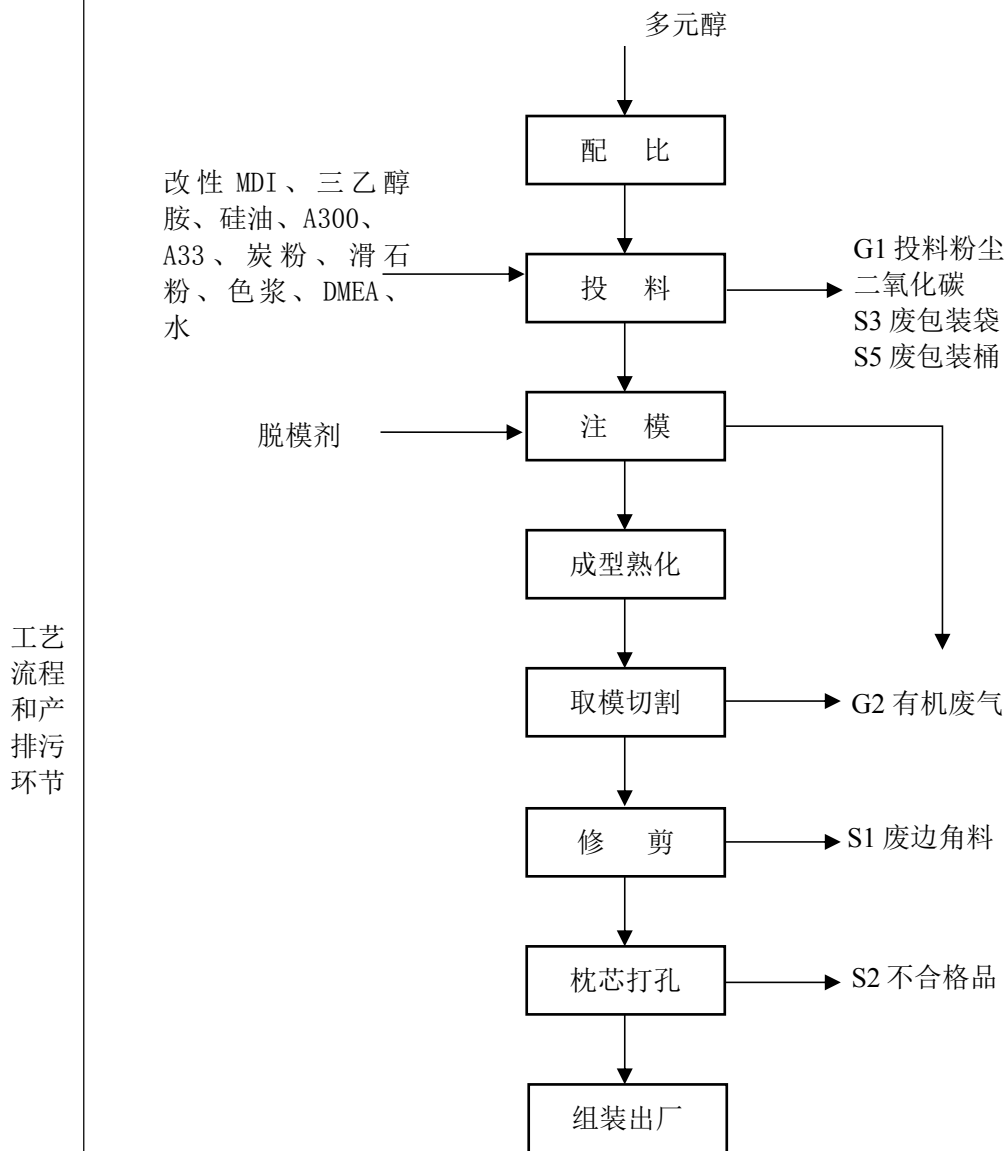 多元醇
配 比
改性 MDI、三乙醇
胺、硅油、A300、
A33、炭粉、滑石
粉、色浆、DMEA、
水
投 料
G1 投料粉尘
二氧化碳
S3 废包装袋
S5 废包装桶
脱模剂
注 模
成型熟化
工艺
流程
和产
排污
环节
取模切割
G2 有机废气
修 剪
S1 废边角料
枕芯打孔
S2 不合格品
组装出厂